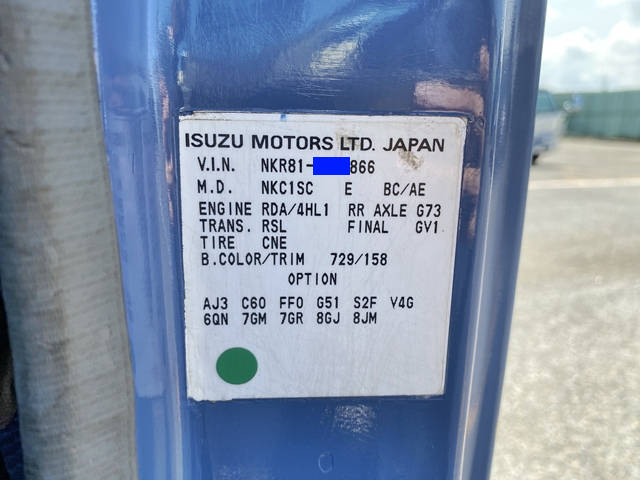 ISUZU MOTORS LTD. JAPAN
V.I.N. NKR81-866
M.D. NKC1SC E BC/AE
ENGINE RDA/4HL1 RR AXLE G73
TRANS. RSL FINAL GV1
TIRE CNE
B.COLOR/TRIM 729/158
OPTION
AJ3 C60 FF0 G51 S2F V4G
6QN 7GM 7GR 8GJ 8JM